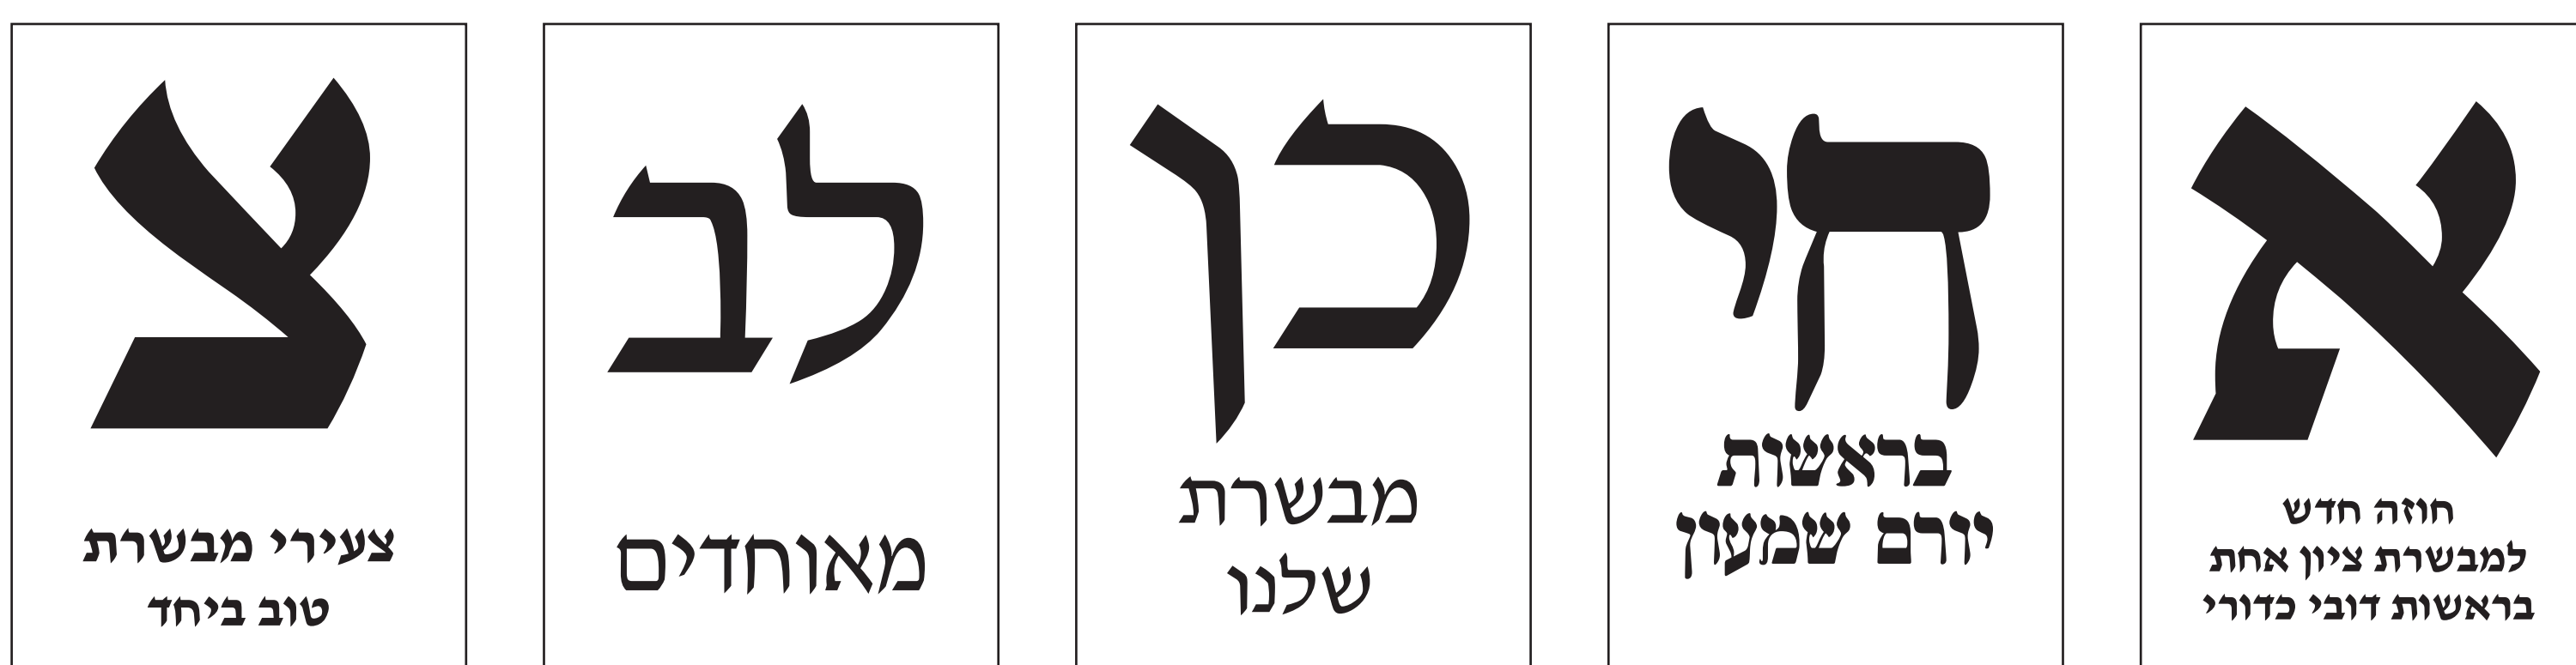 א
חוזה חדש
למבשרת ציון אחת
בראשות דובי כדורי
חי
בראשות
יורם שמעון
כן
מבשרת
שלנו
לב
מאוחדים
צ
צעירי מבשרת
טוב ביחד